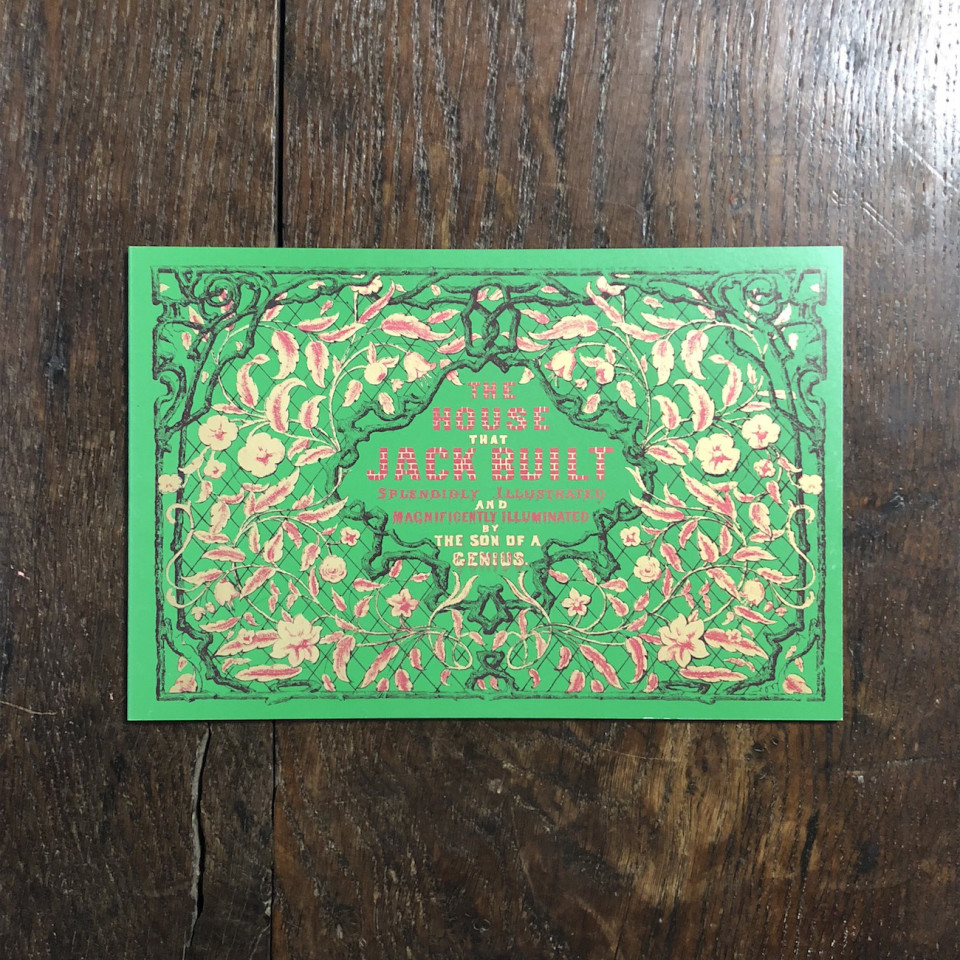 THE
HOUSE
THAT
JACK BUILT
SPLENDIDLY ILLUSTRATED
AND
MAGNIFICENTLY ILLUMINATED
BY
THE SON OF A
GENIUS.